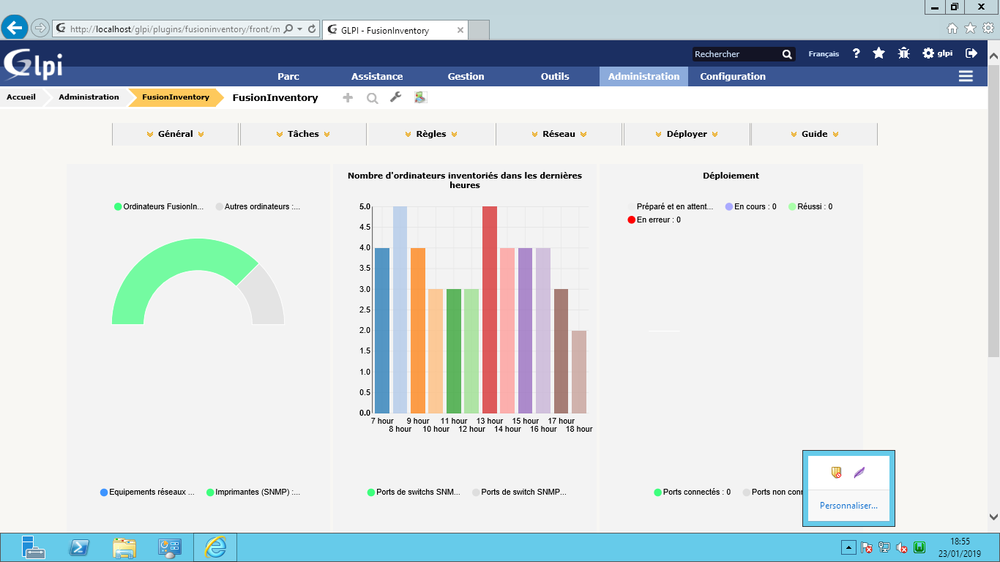 http://localhost/glpi/plugins/fusioninventory/front/m
GLPI - FusionInventory
Glpi
Rechercher
Français
?
glpi
Parc
Assistance
Gestion
Outils
Administration
Configuration
Accueil
Administration
FusionInventory
FusionInventory
Général
Tâches
Règles
Réseau
Déployer
Guide
Ordinateurs FusionIn...
Autres ordinateurs :...
Nombre d'ordinateurs inventoriés dans les dernières
heures
5.0
4.5
4.0
3.5
3.0
2.5
2.0
1.5
1.0
0.5
0.0
7 hour
9 hour
11 hour
13 hour
15 hour
17 hour
8 hour
10 hour
12 hour
14 hour
16 hour
18 hour
Déploiement
Préparé et en attent...
En cours : 0
Réussi : 0
En erreur : 0
Equipements réseaux ...
Imprimantes (SNMP) :...
Ports de switchs SNM...
Ports de switch SNMP...
Ports connectés : 0
Ports non conn
Personnaliser...
18:55
23/01/2019